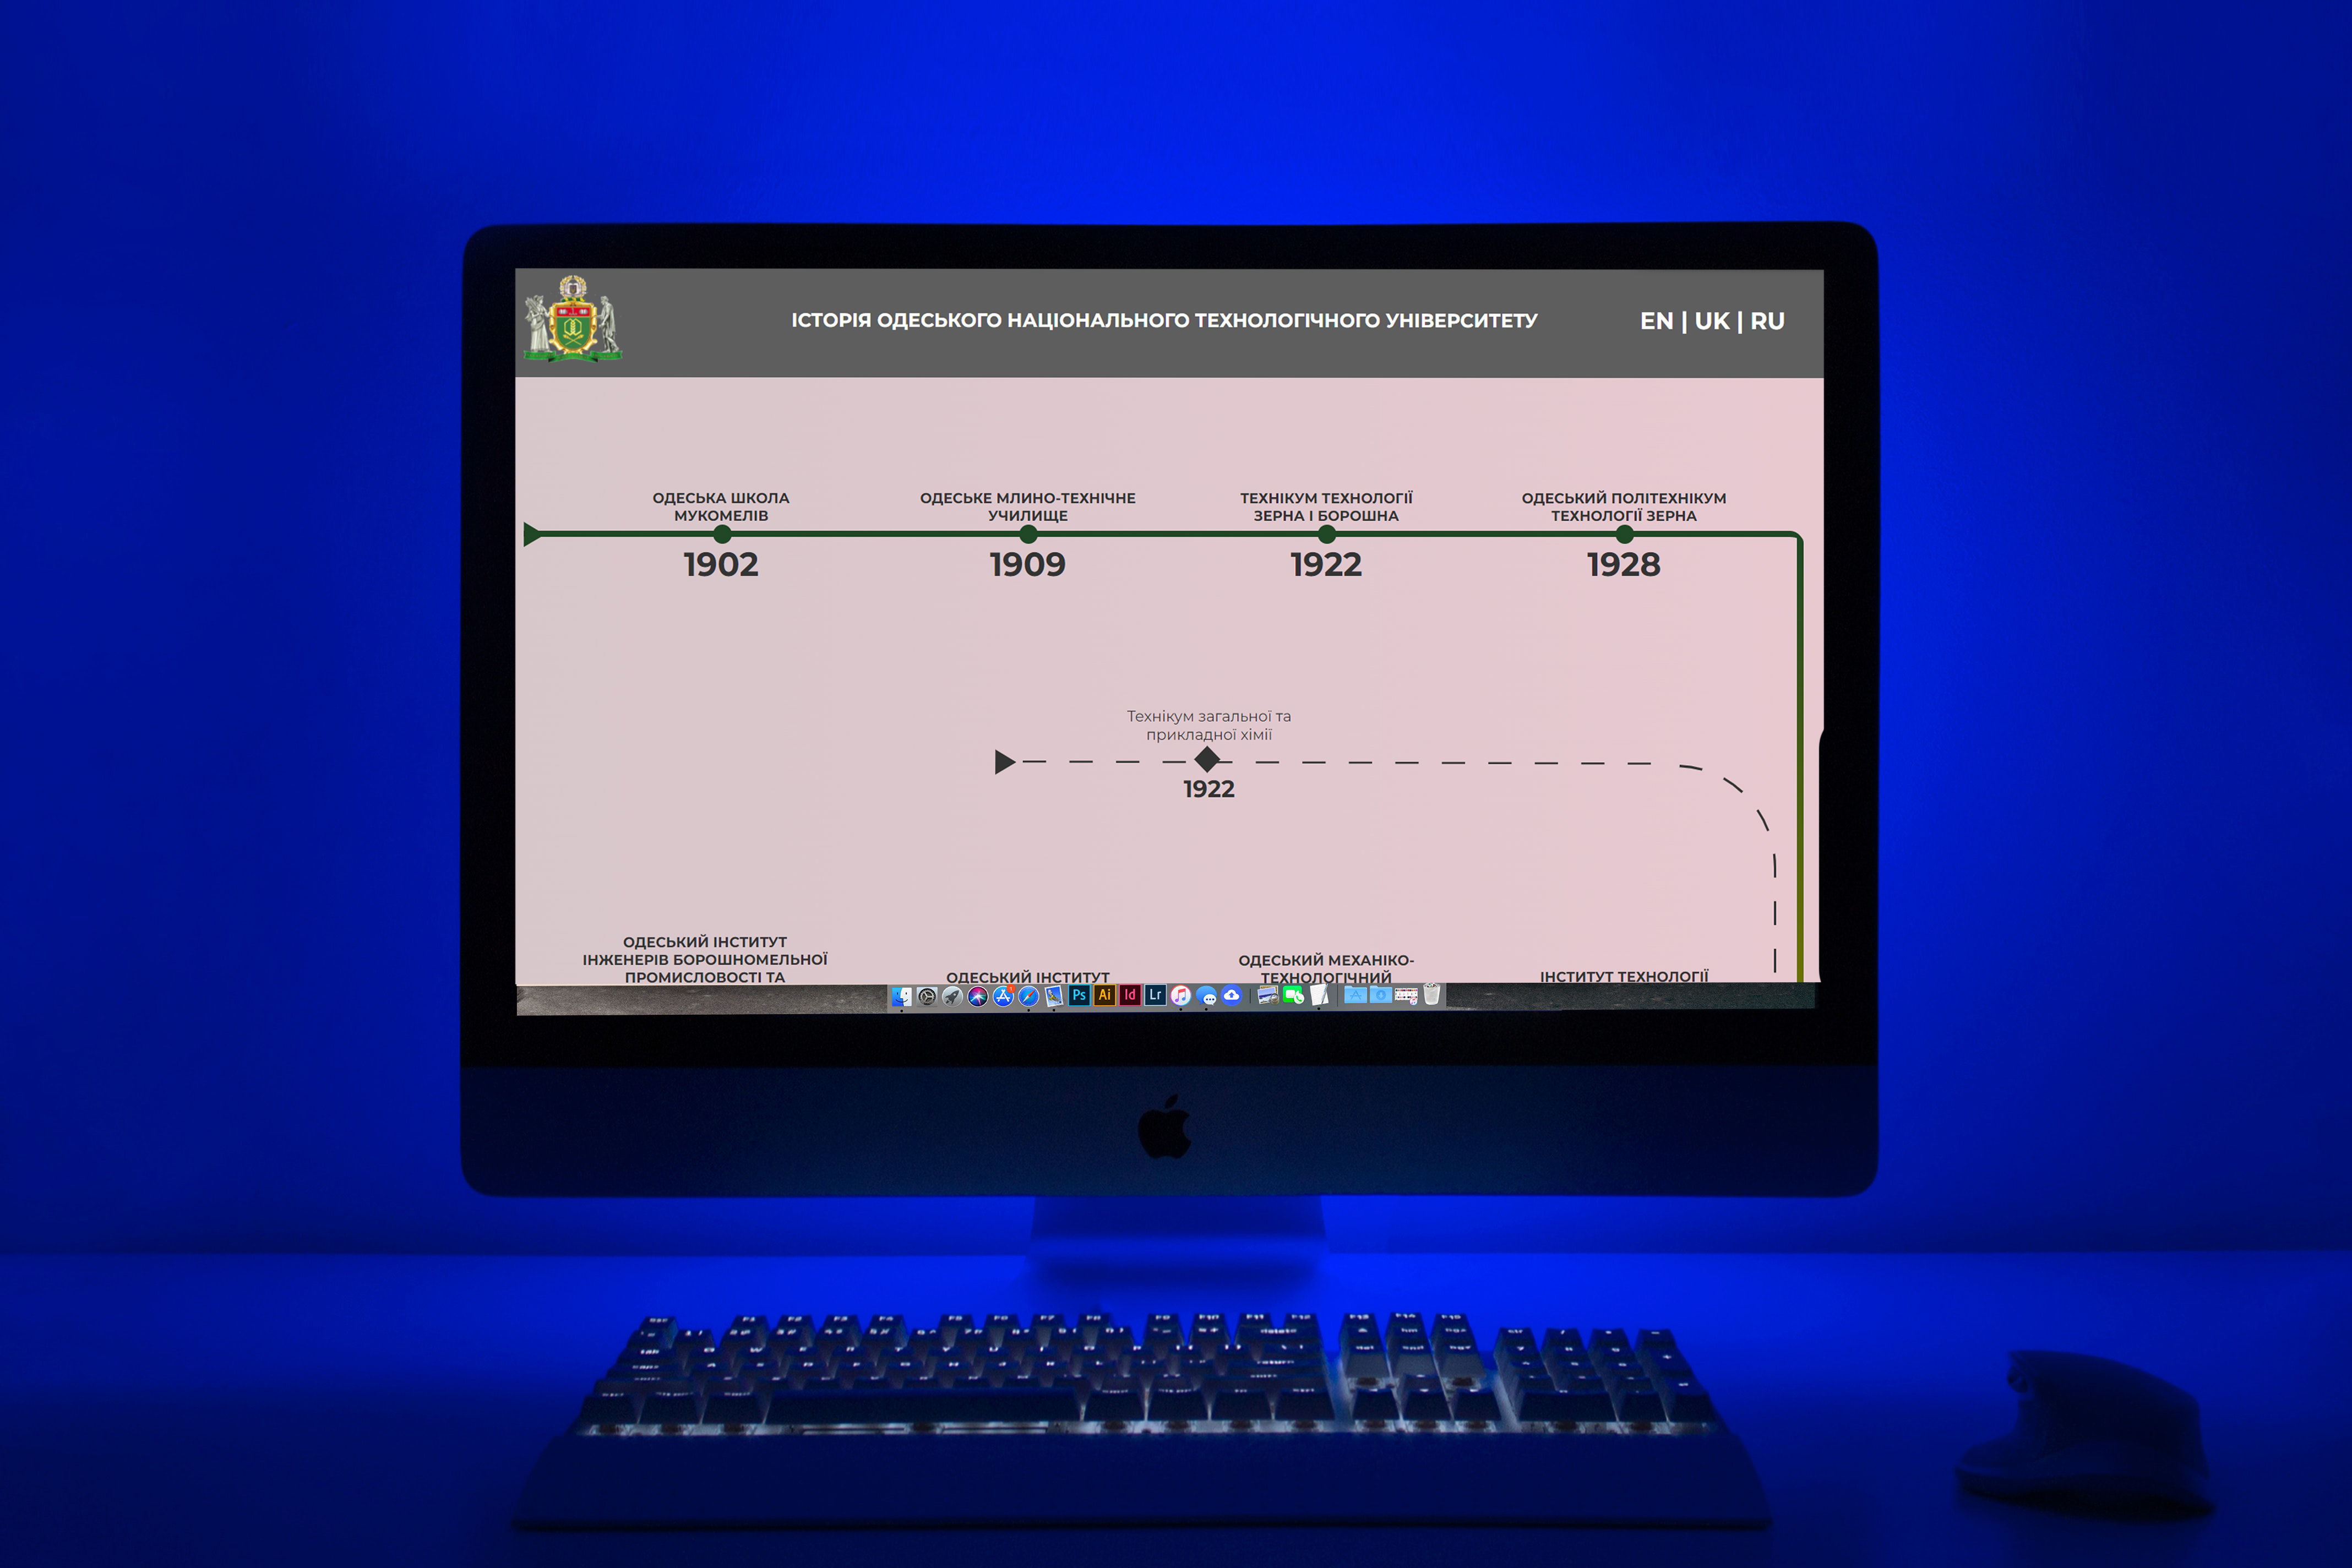 ІСТОРІЯ ОДЕСЬКОГО НАЦІОНАЛЬНОГО ТЕХНОЛОГІЧНОГО УНІВЕРСИТЕТУ
EN | UK | RU
ОДЕСЬКА ШКОЛА
МУКОМЕЛІВ
1902
ОДЕСЬКЕ МЛИНО-ТЕХНІЧНЕ
УЧИЛИЩЕ
1909
ТЕХНІКУМ ТЕХНОЛОГІЇ
ЗЕРНА І БОРОШНА
1922
ОДЕСЬКИЙ ПОЛІТЕХНІКУМ
ТЕХНОЛОГІЇ ЗЕРНА
1928
Технікум загальної та
прикладної хімії
1922
ОДЕСЬКИЙ ІНСТИТУТ
ІНЖЕНЕРІВ БОРОШНОМЕЛЬНОЇ
ПРОМИСЛОВОСТІ ТА
ОДЕСЬКИЙ ІНСТИТУТ
ОДЕСЬКИЙ МЕХАНІКО-
ТЕХНОЛОГІЧНИЙ
ІНСТИТУТ ТЕХНОЛОГІЇ
Ps Ai Id Lr